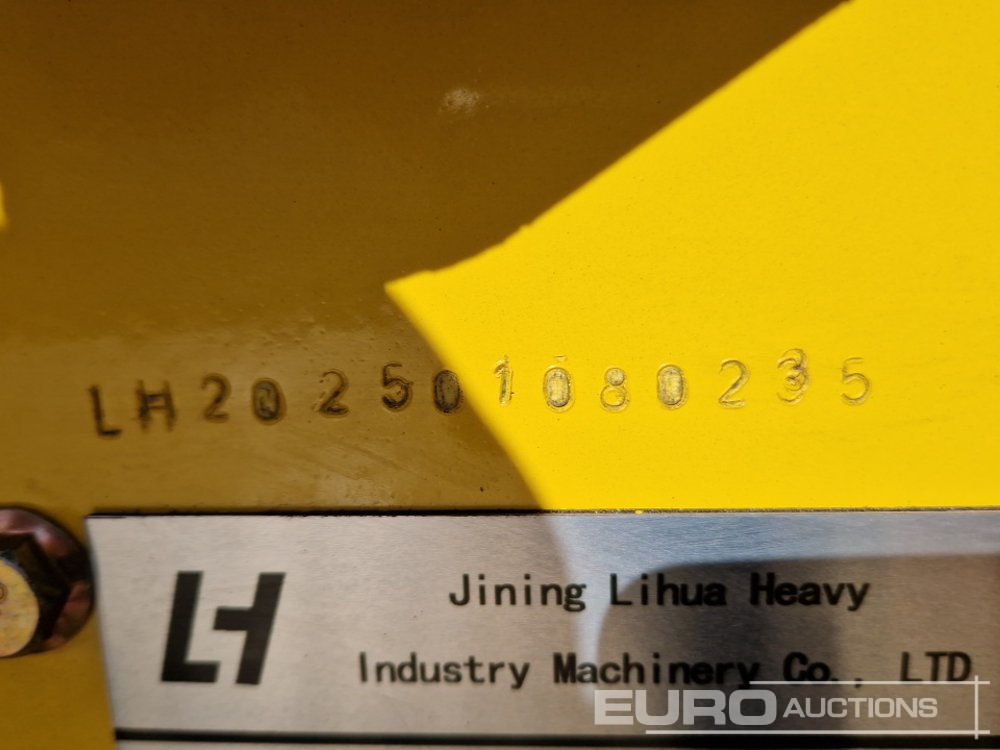 LH202501080235
LH
Jining Lihua Heavy
Industry Machinery Co., LTD
EURO AUCTIONS